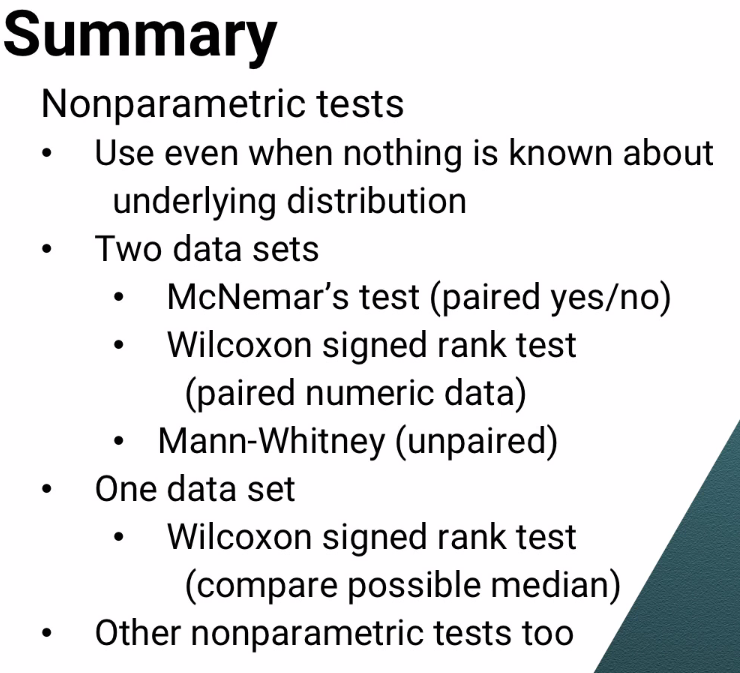 Summary
Nonparametric tests
• Use even when nothing is known about
underlying distribution
• Two data sets
• McNemar’s test (paired yes/no)
• Wilcoxon signed rank test
(paired numeric data)
• Mann-Whitney (unpaired)
• One data set
• Wilcoxon signed rank test
(compare possible median)
• Other nonparametric tests too